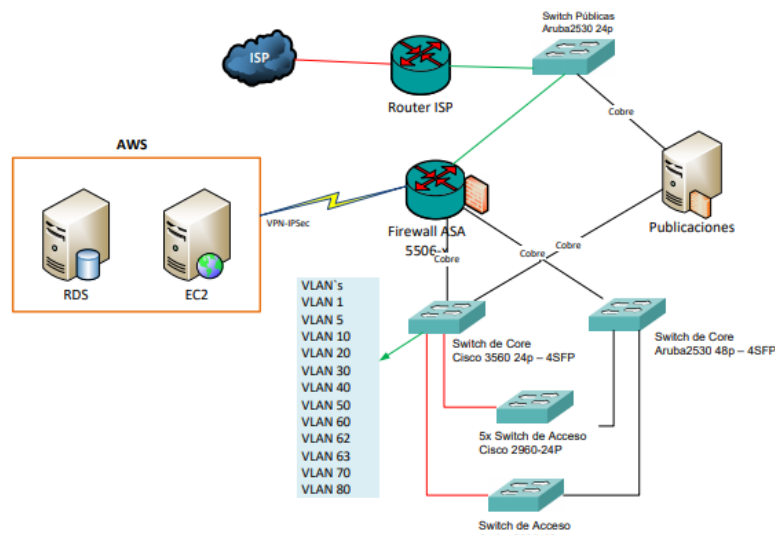 Switch Públicas
Aruba2530 24p
ISP
Router ISP
Cobre
AWS
VPN-IPSec
Firewall ASA
5506-x
Publicaciones
Cobre
Cobre
Cobre
RDS
EC2
VLAN`s
VLAN 1
VLAN 5
VLAN 10
VLAN 20
VLAN 30
VLAN 40
VLAN 50
VLAN 60
VLAN 62
VLAN 63
VLAN 70
VLAN 80
Switch de Core
Cisco 3560 24p – 4SFP
Switch de Core
Aruba2530 48p – 4SFP
5x Switch de Acceso
Cisco 2960-24P
Switch de Acceso